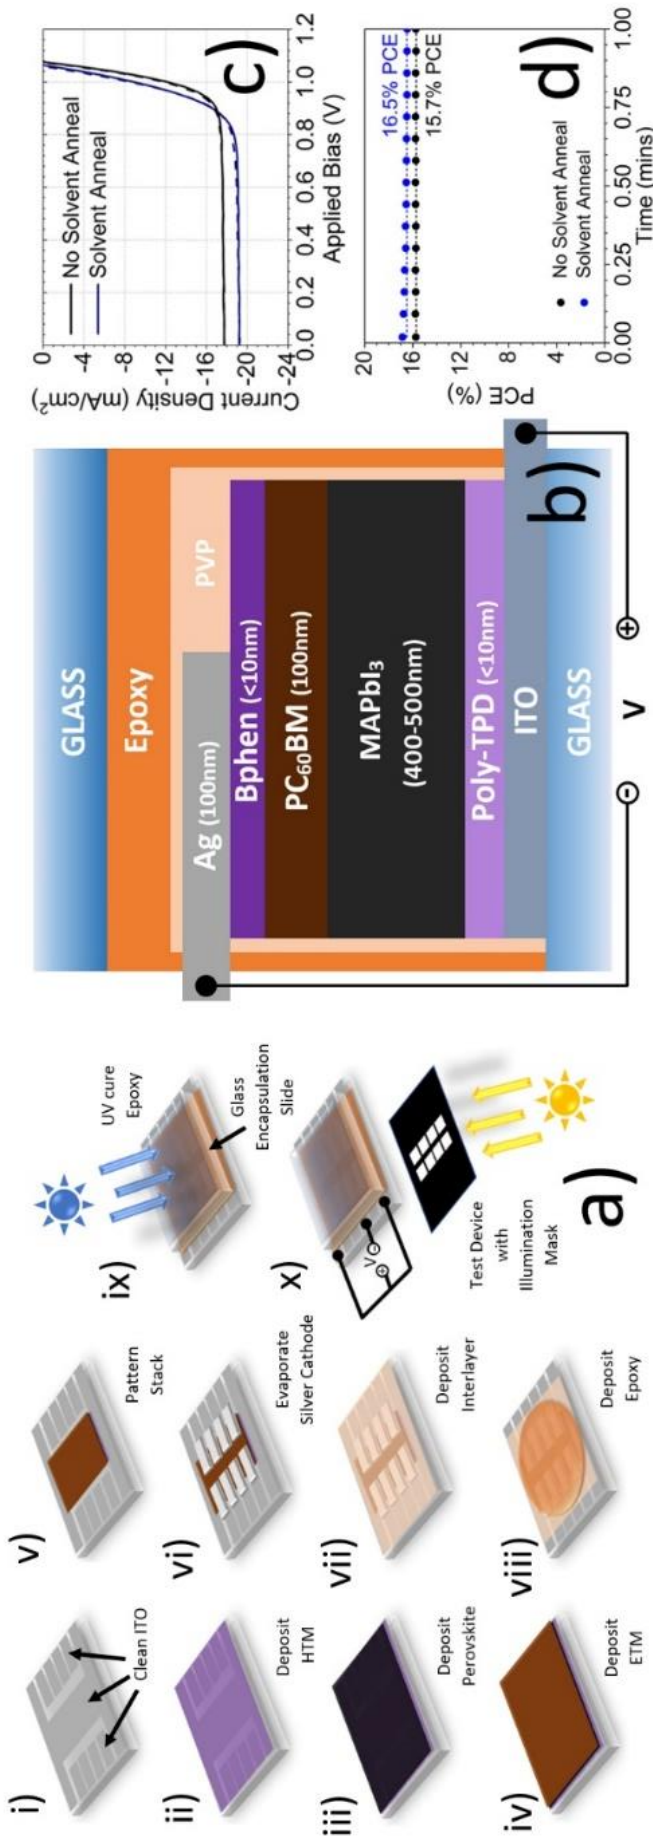 i)
Clean ITO
ii)
Deposit
HTM
iii)
Deposit
Perovskite
iv)
Deposit
ETM
v)
Pattern
Stack
vi)
Evaporate
Silver Cathode
vii)
Deposit
Interlayer
viii)
Deposit
Epoxy
ix)
UV cure
Epoxy
Glass
Encapsulation
Slide
x)
V
Test Device
with
Illumination
Mask
a)
GLASS
Epoxy
PVP
Ag (100nm)
Bphen (<10nm)
PC₆₀BM (100nm)
MAPbI₃
(400-500nm)
Poly-TPD (<10nm)
ITO
GLASS
- V +
b)
Current Density (mA/cm²)
0
-4
-8
-12
-16
-20
-24
No Solvent Anneal
Solvent Anneal
0.0 0.2 0.4 0.6 0.8 1.0 1.2
Applied Bias (V)
c)
PCE (%)
20
16
12
8
4
0
16.5% PCE
15.7% PCE
No Solvent Anneal
Solvent Anneal
0.00 0.25 0.50 0.75 1.00
Time (mins)
d)